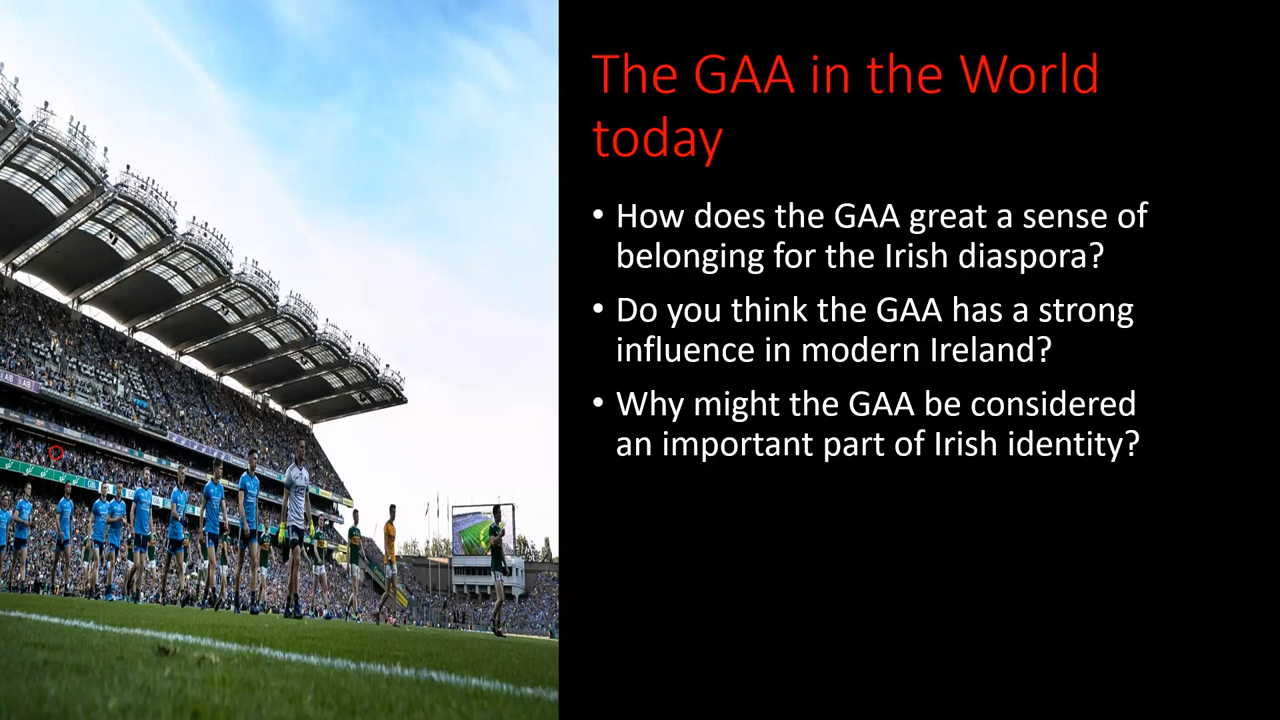 The GAA in the World
today
• How does the GAA great a sense of
belonging for the Irish diaspora?
• Do you think the GAA has a strong
influence in modern Ireland?
• Why might the GAA be considered
an important part of Irish identity?
AIB
AIB